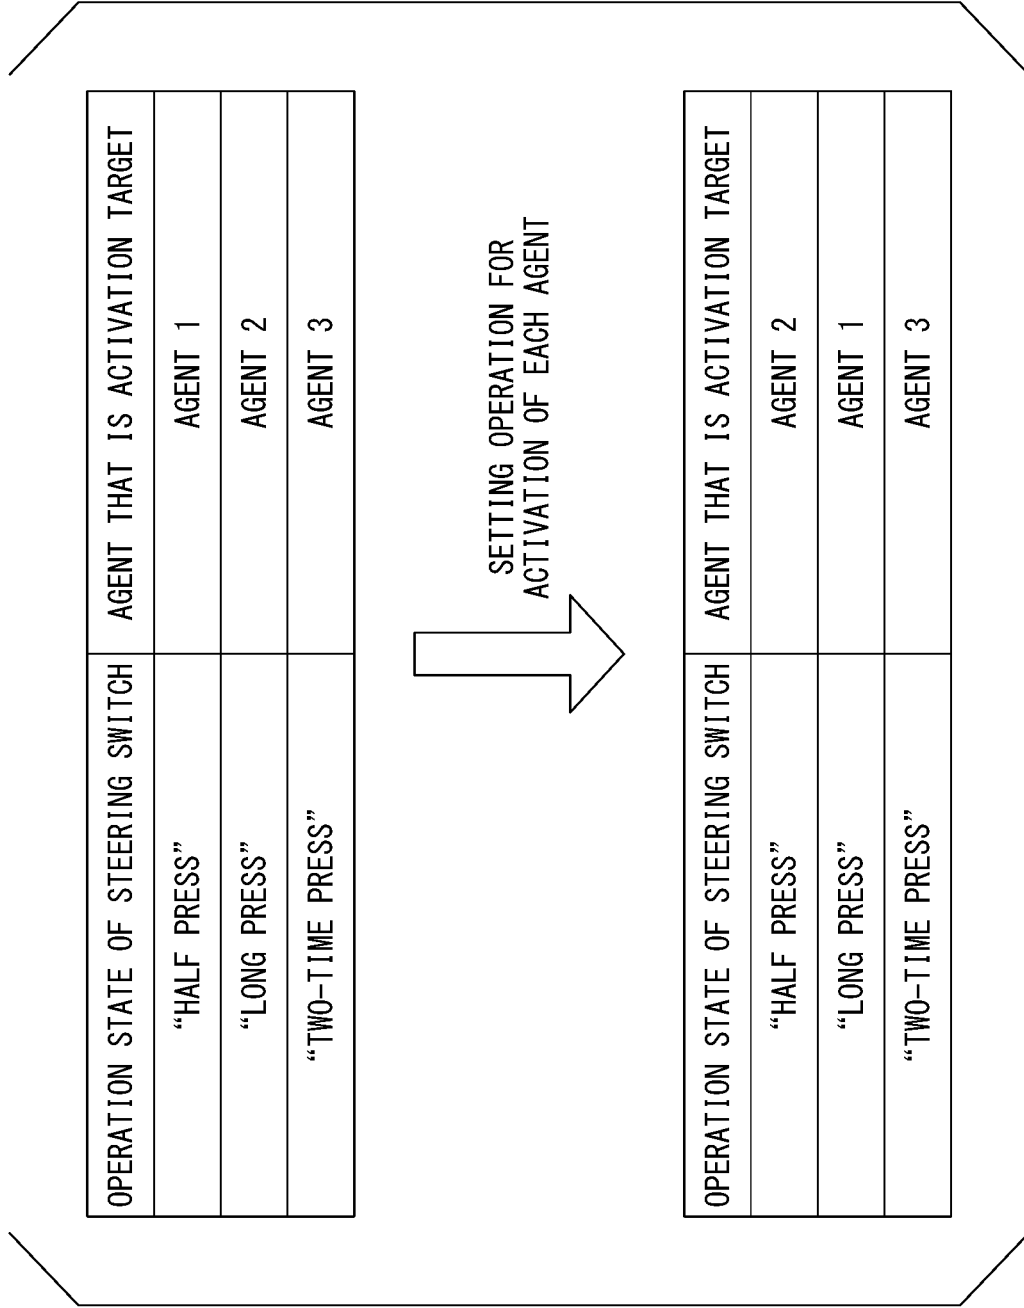 OPERATION STATE OF STEERING SWITCH
AGENT THAT IS ACTIVATION TARGET
“HALF PRESS”
AGENT 1
“LONG PRESS”
AGENT 2
“TWO-TIME PRESS”
AGENT 3
SETTING OPERATION FOR
ACTIVATION OF EACH AGENT
OPERATION STATE OF STEERING SWITCH
AGENT THAT IS ACTIVATION TARGET
“HALF PRESS”
AGENT 2
“LONG PRESS”
AGENT 1
“TWO-TIME PRESS”
AGENT 3